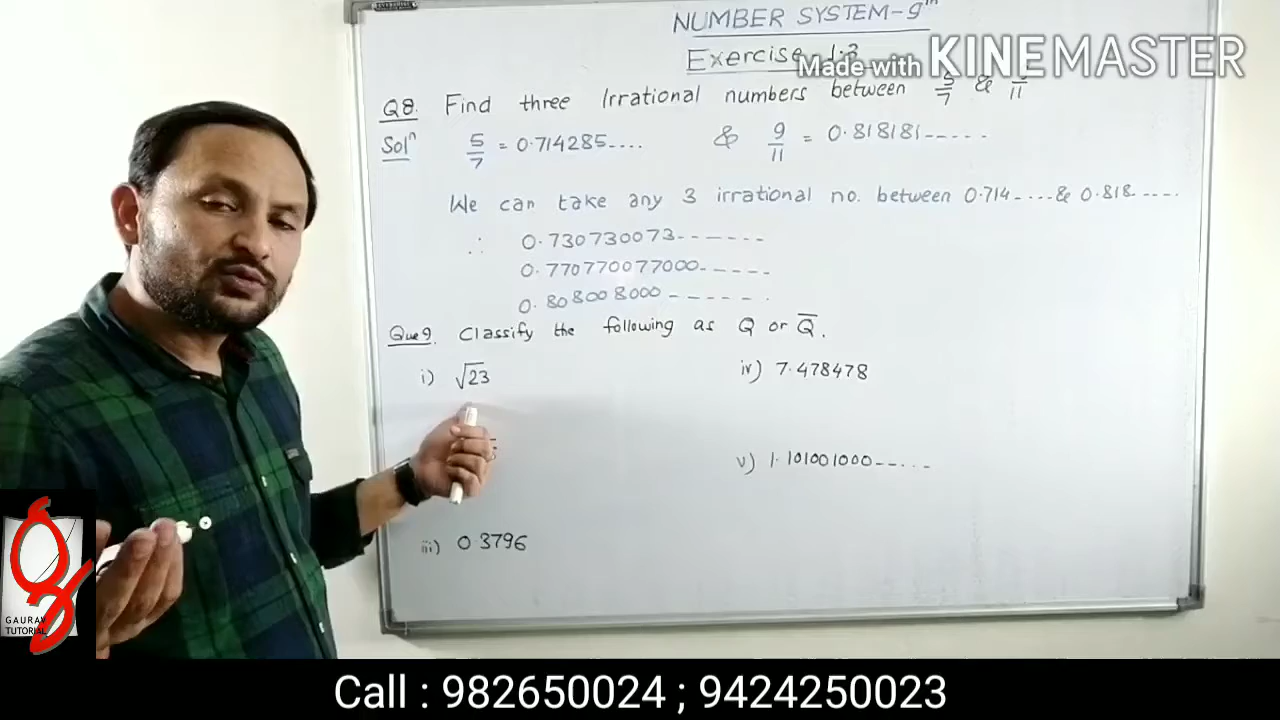 NUMBER SYSTEM-9th
Exercise-1.3
Made with KINEMASTER
Q8. Find three Irrational numbers between 5/7 & /11
Solⁿ 5/7 = 0.714285.... & 9/11 = 0.818181-----
We can take any 3 irrational no. between 0.714-....& 0.818-----.
∴ 0.730730073-------
0.770770077000-----
0.808008000-------.
Que9. Classify the following as Q or Q̅.
i) √23
iv) 7.478478
v) 1.101001000-----
iii) 0.3796
GAURAV
TUTORIAL
Call : 982650024 ; 9424250023